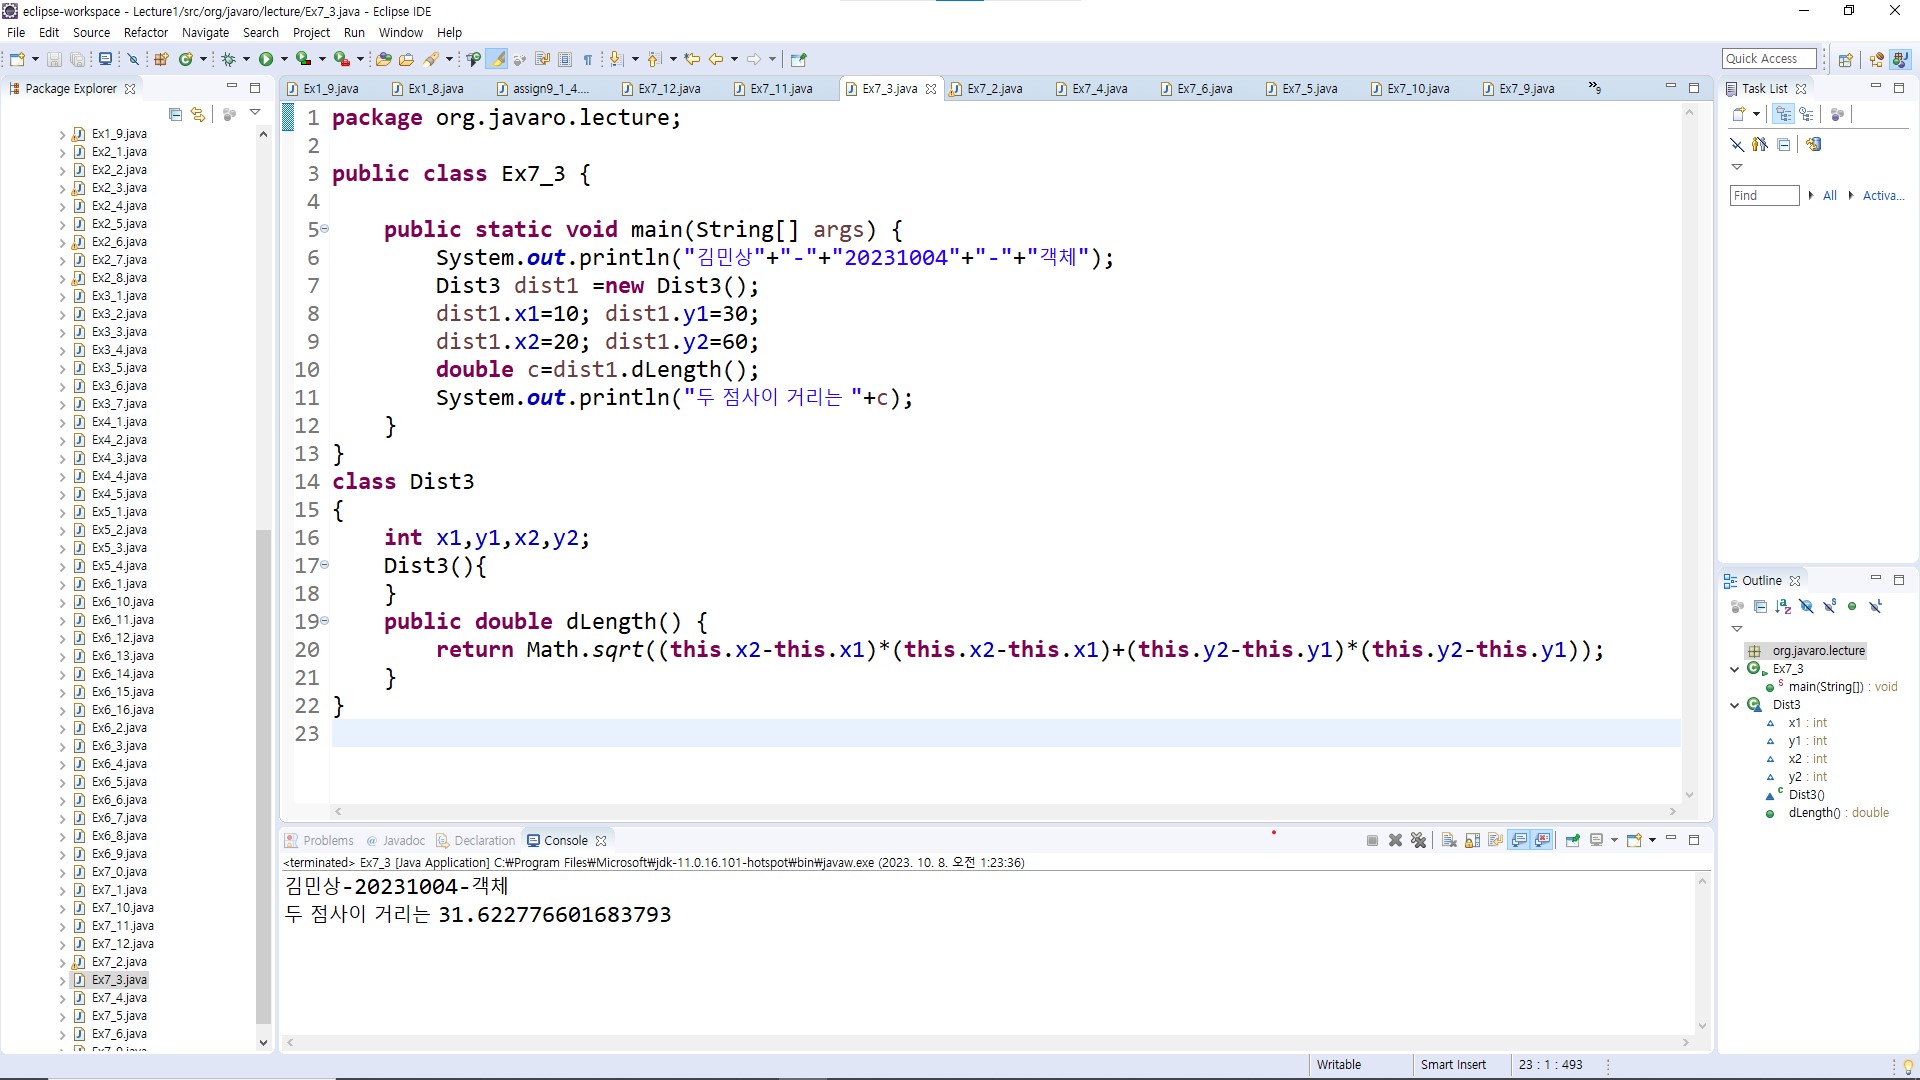 eclipse-workspace - Lecture1/src/org/javaro/lecture/Ex7_3.java - Eclipse IDE
File Edit Source Refactor Navigate Search Project Run Window Help
Quick Access
Package Explorer
Ex1_9.java
Ex2_1.java
Ex2_2.java
Ex2_3.java
Ex2_4.java
Ex2_5.java
Ex2_6.java
Ex2_7.java
Ex2_8.java
Ex3_1.java
Ex3_2.java
Ex3_3.java
Ex3_4.java
Ex3_5.java
Ex3_6.java
Ex3_7.java
Ex4_1.java
Ex4_2.java
Ex4_3.java
Ex4_4.java
Ex4_5.java
Ex5_1.java
Ex5_2.java
Ex5_3.java
Ex5_4.java
Ex6_1.java
Ex6_10.java
Ex6_11.java
Ex6_12.java
Ex6_13.java
Ex6_14.java
Ex6_15.java
Ex6_16.java
Ex6_2.java
Ex6_3.java
Ex6_4.java
Ex6_5.java
Ex6_6.java
Ex6_7.java
Ex6_8.java
Ex6_9.java
Ex7_0.java
Ex7_1.java
Ex7_10.java
Ex7_11.java
Ex7_12.java
Ex7_2.java
Ex7_3.java
Ex7_4.java
Ex7_5.java
Ex7_6.java
Ex1_9.java Ex1_8.java assign9_1_4.... Ex7_12.java Ex7_11.java Ex7_3.java Ex7_2.java Ex7_4.java Ex7_6.java Ex7_5.java Ex7_10.java Ex7_9.java »9
1 package org.javaro.lecture;
2
3 public class Ex7_3 {
4
5 public static void main(String[] args) {
6 System.out.println("김민상"+"-"+"20231004"+"-"+"객체");
7 Dist3 dist1 =new Dist3();
8 dist1.x1=10; dist1.y1=30;
9 dist1.x2=20; dist1.y2=60;
10 double c=dist1.dLength();
11 System.out.println("두 점사이 거리는 "+c);
12 }
13 }
14 class Dist3
15 {
16 int x1,y1,x2,y2;
17 Dist3(){
18 }
19 public double dLength() {
20 return Math.sqrt((this.x2-this.x1)*(this.x2-this.x1)+(this.y2-this.y1)*(this.y2-this.y1));
21 }
22 }
23
Problems Javadoc Declaration Console
<terminated> Ex7_3 [Java Application] C:₩Program Files₩Microsoft₩jdk-11.0.16.101-hotspot₩bin₩javaw.exe (2023. 10. 8. 오전 1:23:36)
김민상-20231004-객체
두 점사이 거리는 31.622776601683793
Task List
Find All Activa...
Outline
org.javaro.lecture
Ex7_3
main(String[]) : void
Dist3
x1 : int
y1 : int
x2 : int
y2 : int
Dist3()
dLength() : double
Writable Smart Insert 23 : 1 : 493